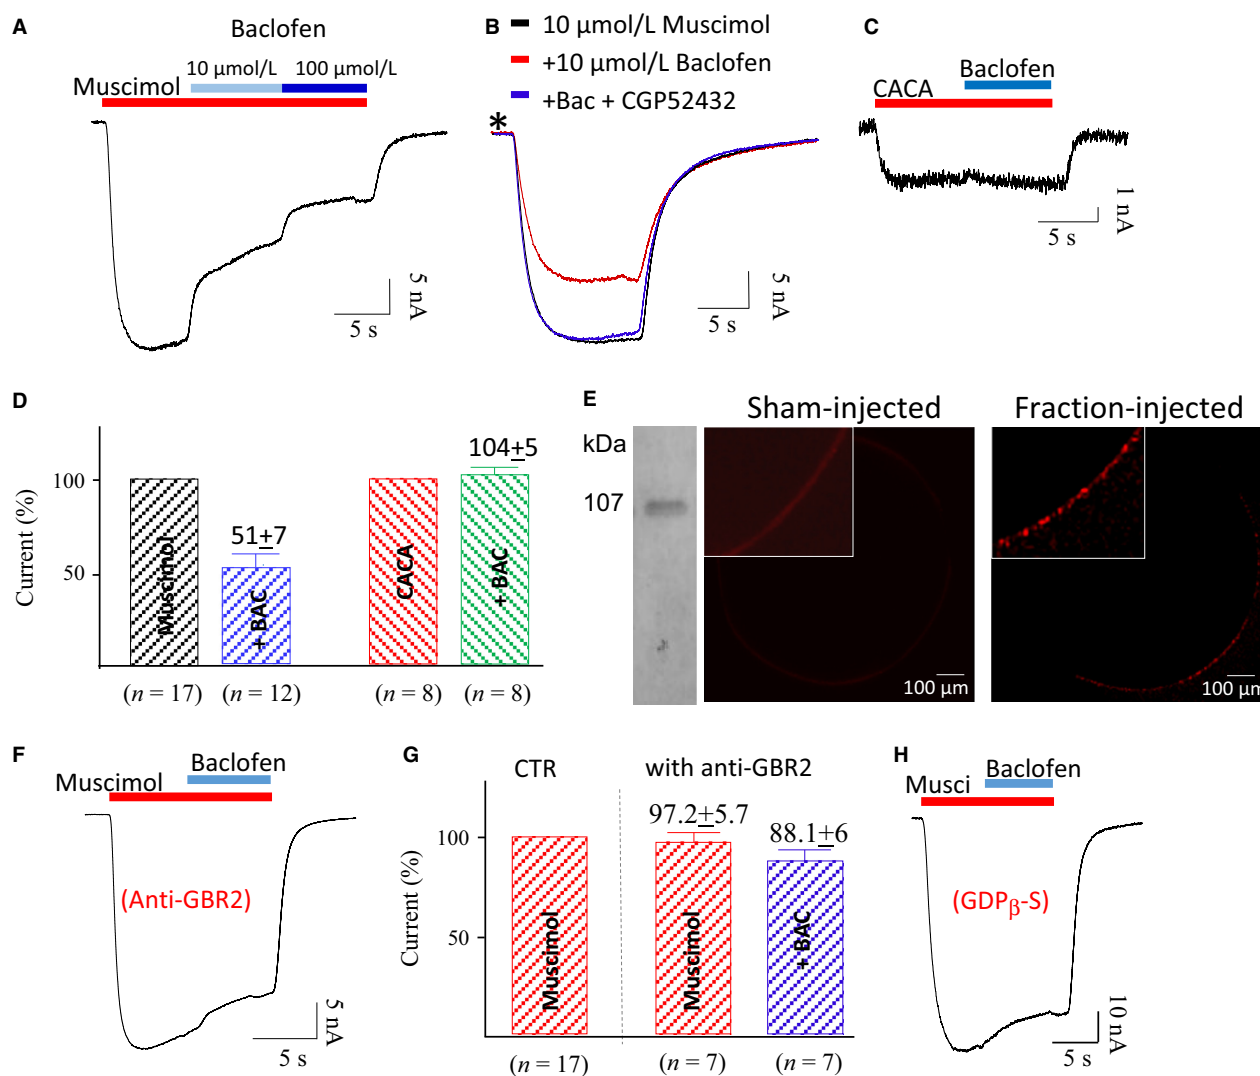 A
Baclofen
10 µmol/L 100 µmol/L
Muscimol
5 nA
5 s
B
10 µmol/L Muscimol
+10 µmol/L Baclofen
+Bac + CGP52432
*
5 nA
5 s
C
Baclofen
CACA
1 nA
5 s
D
Current (%)
100
50
Muscimol
51±7
+ BAC
CACA
104±5
+ BAC
(n = 17) (n = 12) (n = 8) (n = 8)
E
kDa
107
Sham-injected
100 µm
Fraction-injected
100 µm
F
Baclofen
Muscimol
(Anti-GBR2)
5 nA
5 s
G
CTR with anti-GBR2
Current (%)
100
50
Muscimol
97.2±5.7
Muscimol
88.1±6
+ BAC
(n = 17) (n = 7) (n = 7)
H
Baclofen
Musci
(GDPβ-S)
10 nA
5 s